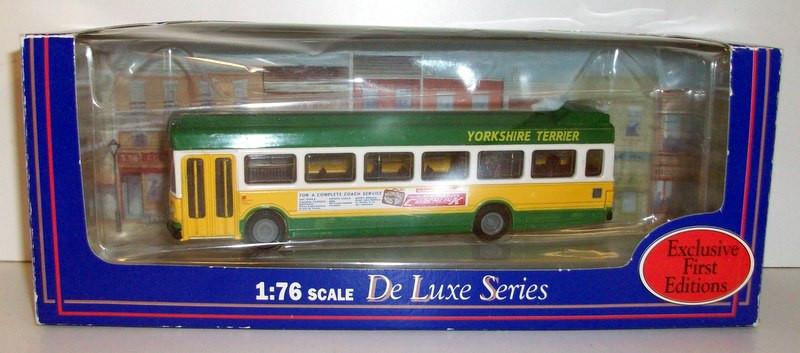 YORKSHIRE TERRIER
FOR A COMPLETE COACH SERVICE
1:76 SCALE De Luxe Series
Exclusive
First
Editions